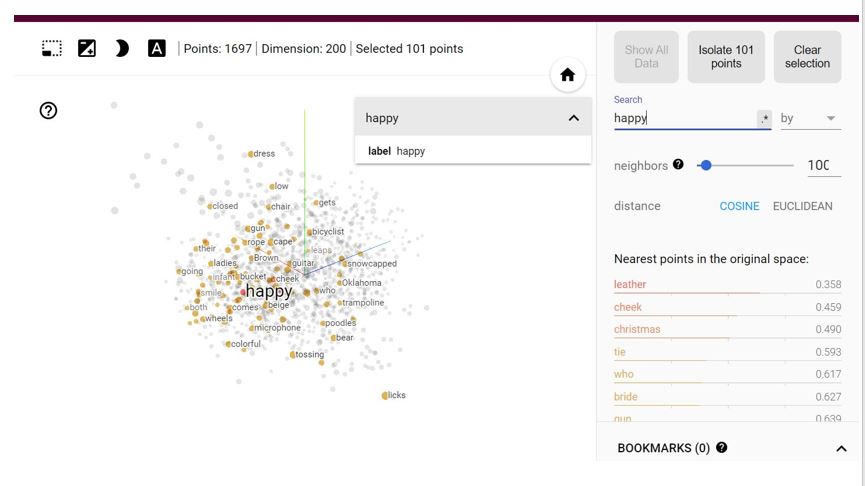 Points: 1697 | Dimension: 200 | Selected 101 points
A
happy
label happy
dress
low
closed
chair
gets
gun
bicyclist
their
rope
cape
leaps
ladies
Brown
guitar
snowcapped
going
infant
bucket
cheek
Oklahoma
smile
happy
who
both
comes
beige
trampoline
wheels
microphone
poodles
colorful
bear
tossing
licks
Show All
Data
Isolate 101
points
Clear
selection
Search
happy
.*
by
neighbors
100
distance
COSINE
EUCLIDEAN
Nearest points in the original space:
leather 0.358
cheek 0.459
christmas 0.490
tie 0.593
who 0.617
bride 0.627
gun 0.639
BOOKMARKS (0)